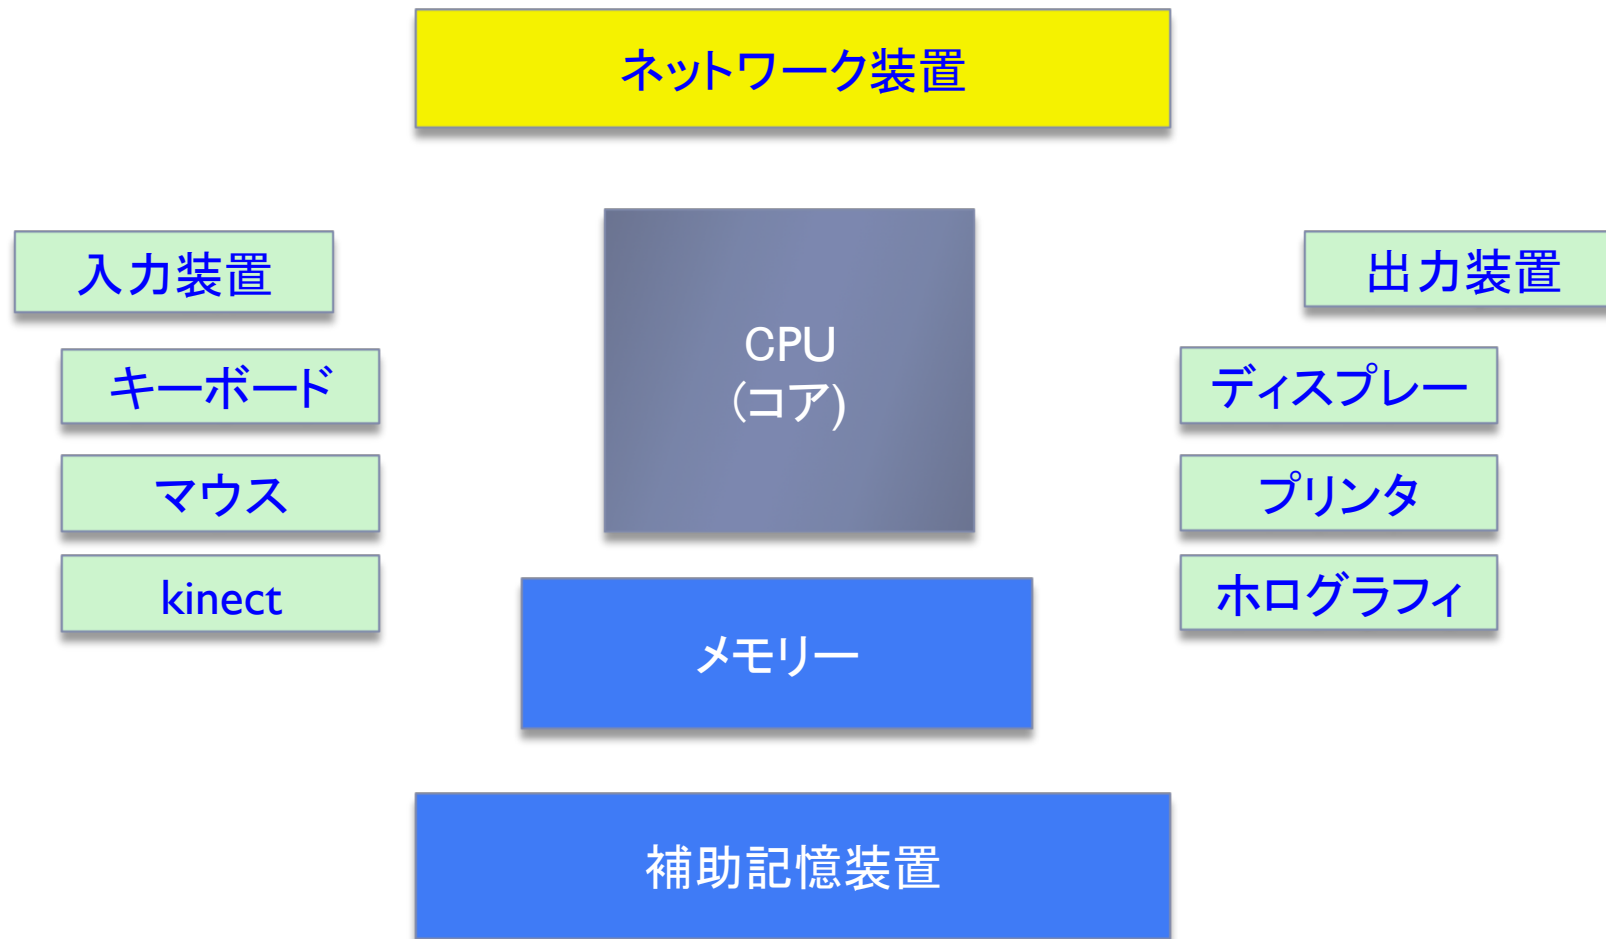 ネットワーク装置
入力装置
キーボード
マウス
kinect
CPU
(コア)
メモリー
補助記憶装置
出力装置
ディスプレー
プリンタ
ホログラフィ